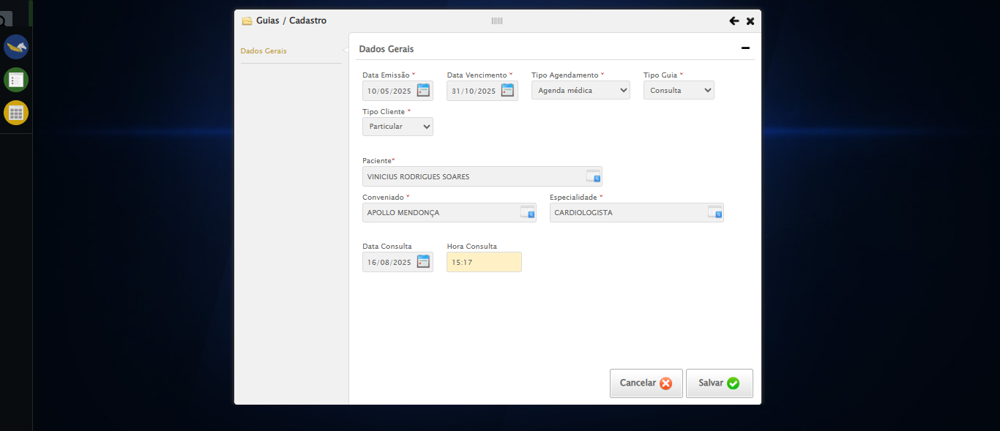 Guias / Cadastro
Dados Gerais
Dados Gerais
Data Emissão * Data Vencimento * Tipo Agendamento * Tipo Guia *
10/05/2025 31/10/2025 Agenda médica Consulta
Tipo Cliente *
Particular
Paciente*
VINICIUS RODRIGUES SOARES
Conveniado * Especialidade *
APOLLO MENDONÇA CARDIOLOGISTA
Data Consulta Hora Consulta
16/08/2025 15:17
Cancelar Salvar